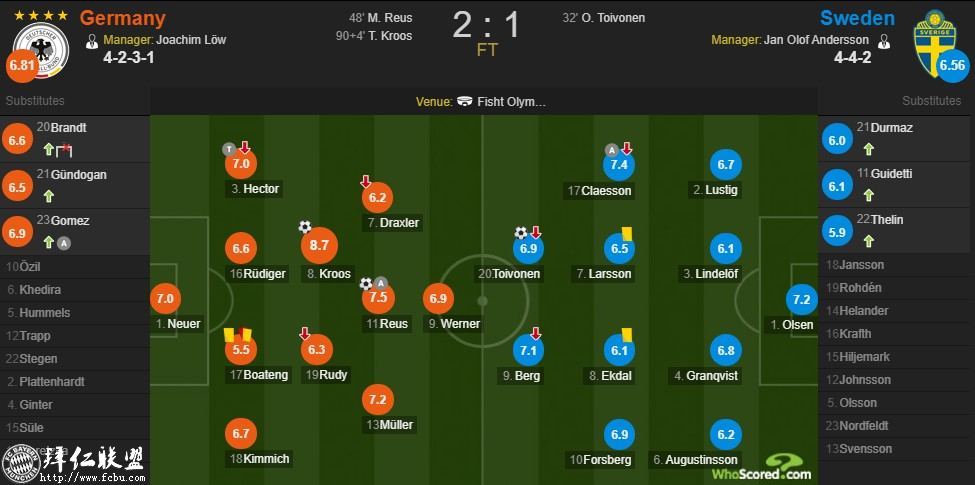 Germany
Manager: Joachim Löw
4-2-3-1
6.81
48' M. Reus
90+4' T. Kroos
2 : 1
FT
32' O. Toivonen
Sweden
Manager: Jan Olof Andersson
4-4-2
SVERIGE
6.56
Substitutes
Venue: Fisht Olym...
Substitutes
6.6 20 Brandt
6.5 21 Gündogan
6.9 23 Gomez
A
10 Özil
6. Khedira
5. Hummels
12 Trapp
22 Stegen
2. Plattenhardt
4. Ginter
15 Süle
T
7.0
3. Hector
6.2
7. Draxler
6.6
16 Rüdiger
8.7
8. Kroos
7.0
1. Neuer
A
7.5
11 Reus
6.9
9. Werner
5.5
17 Boateng
6.3
19 Rudy
7.2
13 Müller
6.7
18 Kimmich
A
7.4
17 Claesson
6.7
2. Lustig
6.9
20 Toivonen
6.5
7. Larsson
6.1
3. Lindelöf
7.2
1. Olsen
7.1
9. Berg
6.1
8. Ekdal
6.8
4. Granqvist
6.9
10 Forsberg
6.2
6. Augustinsson
6.0 21 Durmaz
6.1 11 Guidetti
5.9 22 Thelin
18 Jansson
19 Rohdén
14 Helander
16 Krafth
15 Hiljemark
12 Johnsson
5. Olsson
23 Nordfeldt
13 Svensson
WhoScored.com
拜仁联盟
http://www.fcbu.com